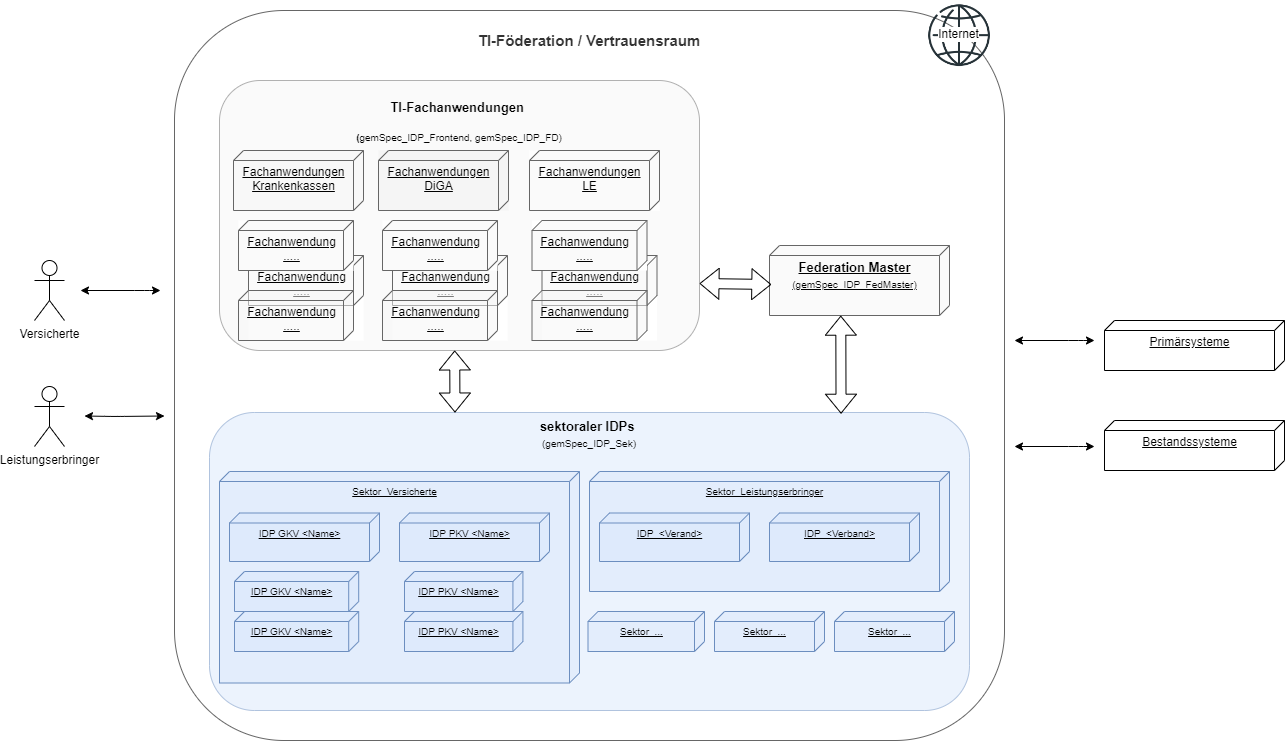 TI-Föderation / Vertrauensraum
Internet
TI-Fachanwendungen
(gemSpec_IDP_Frontend, gemSpec_IDP_FD)
Fachanwendungen
Krankenkassen
Fachanwendungen
DiGA
Fachanwendungen
LE
Fachanwendung
.....
Fachanwendung
.....
Fachanwendung
.....
Fachanwendung
.....
Fachanwendung
.....
Fachanwendung
.....
Fachanwendung
.....
Fachanwendung
.....
Fachanwendung
.....
Federation Master
(gemSpec_IDP_FedMaster)
Versicherte
Leistungserbringer
Primärsysteme
Bestandssysteme
sektoraler IDPs
(gemSpec_IDP_Sek)
Sektor_Versicherte
IDP GKV <Name>
IDP PKV <Name>
IDP GKV <Name>
IDP PKV <Name>
IDP GKV <Name>
IDP PKV <Name>
Sektor_Leistungserbringer
IDP_<Verand>
IDP_<Verband>
Sektor_...
Sektor_...
Sektor_...